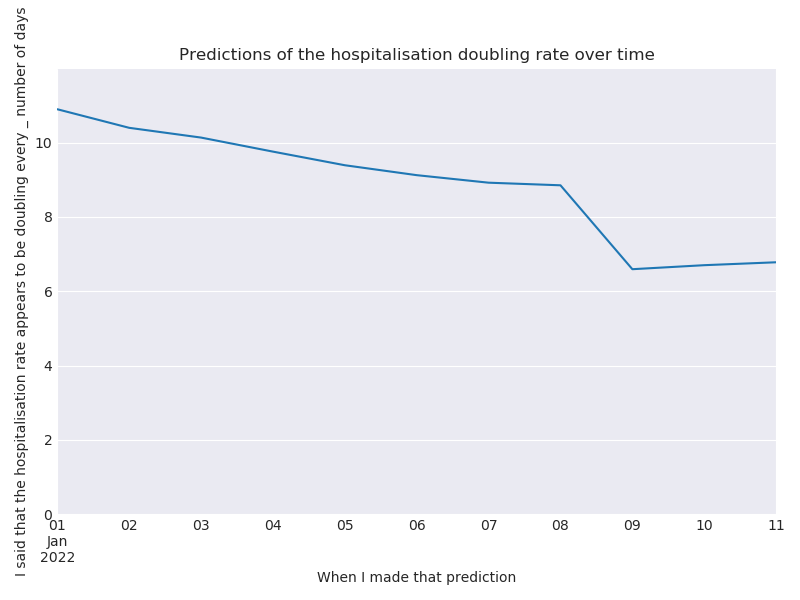 Predictions of the hospitalisation doubling rate over time
I said that the hospitalisation rate appears to be doubling every _ number of days
10
8
6
4
2
0
01 02 03 04 05 06 07 08 09 10 11
Jan
2022
When I made that prediction